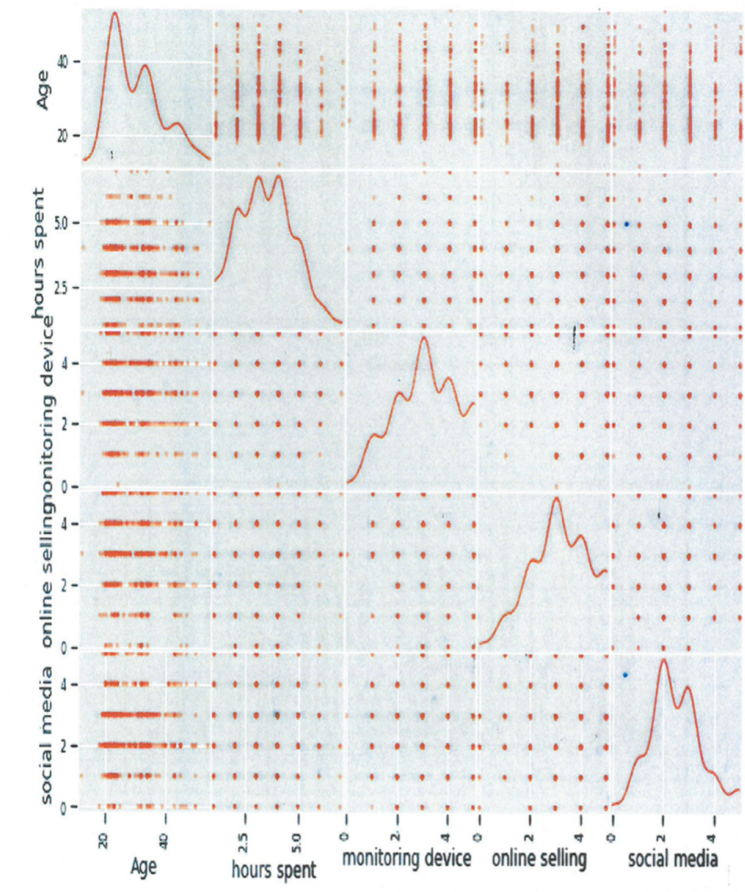 Age
40
20
hours spent
5.0
2.5
monitoring device
4
2
0
online selling
4
2
0
social media
4
2
0
20 40 2.5 5.0 0 2 4 0 2 4 0 2 4
Age hours spent monitoring device online selling social media